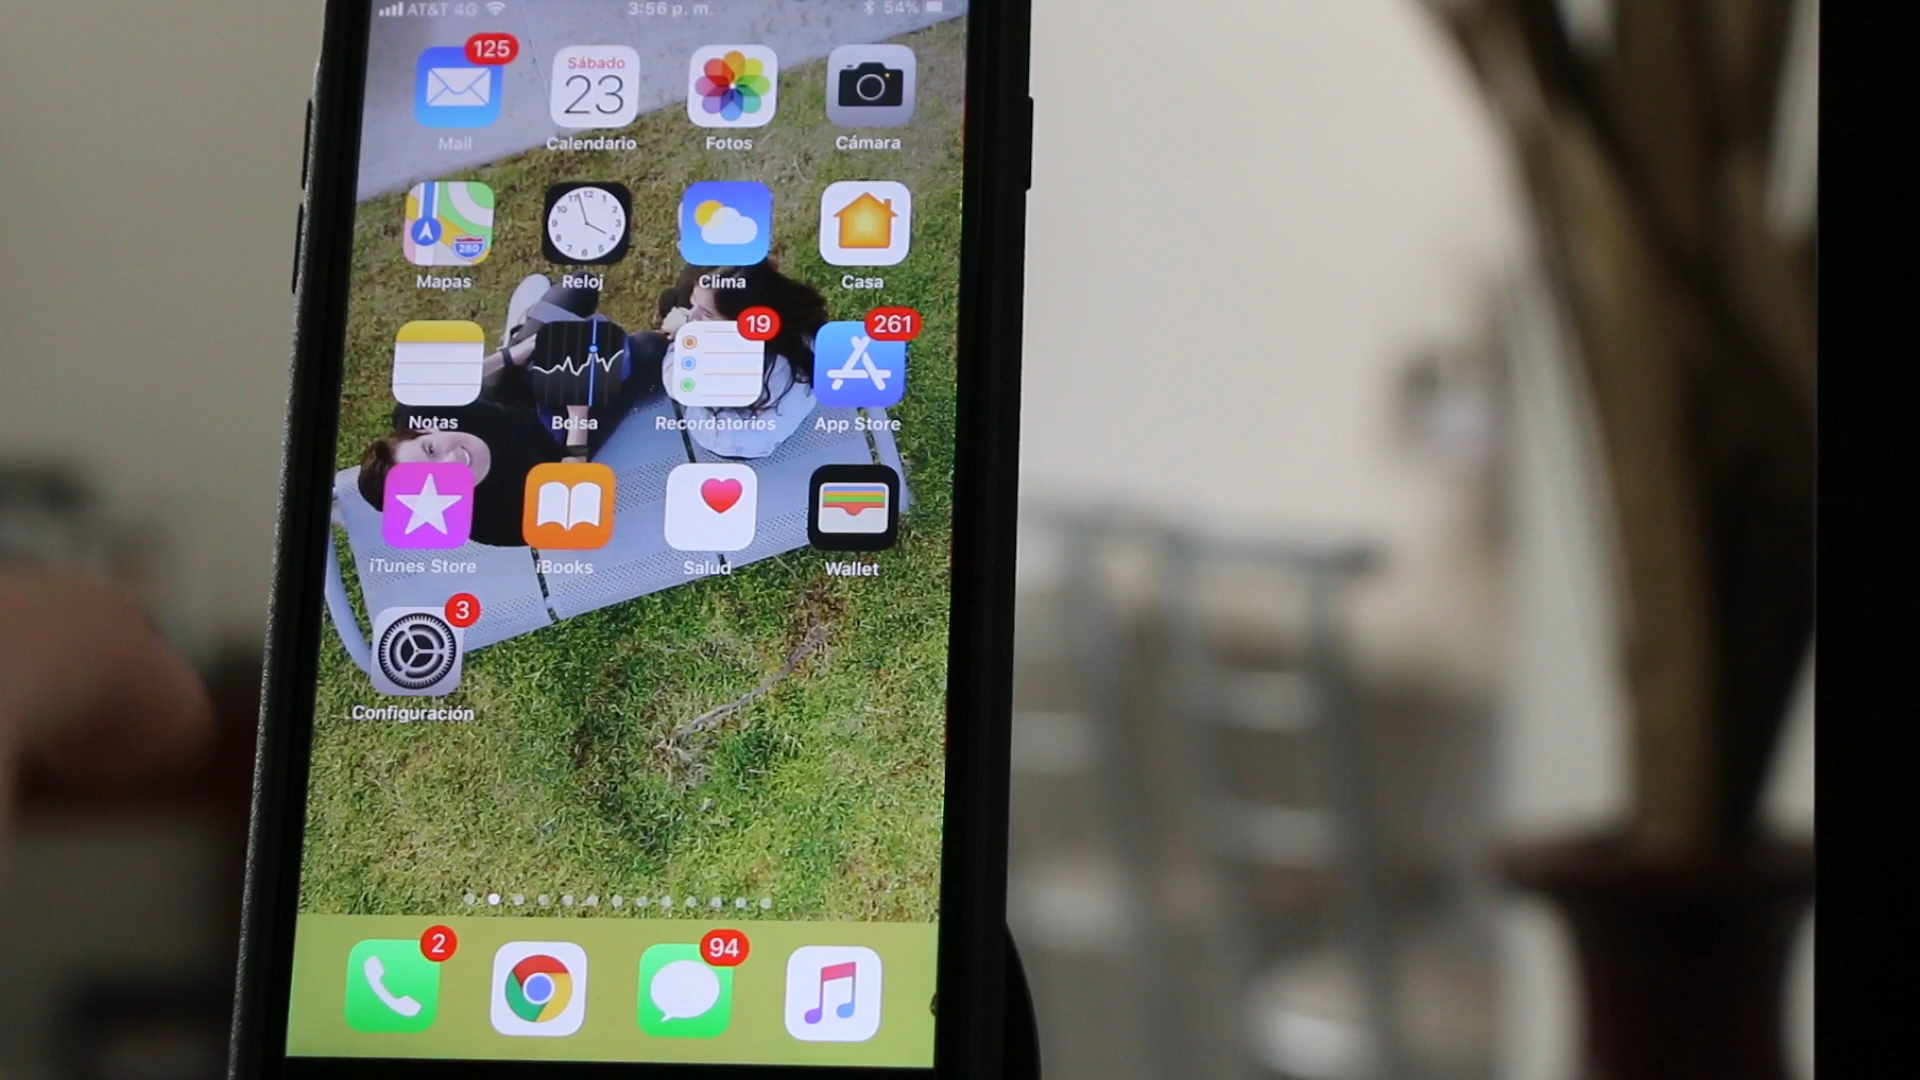 AT&T 4G 3:56 p. m. 54%
125
Sábado
23
Mail Calendario Fotos Cámara
280
Mapas Reloj Clima Casa
19 261
Notas Bolsa Recordatorios App Store
iTunes Store iBooks Salud Wallet
3
Configuración
2 94